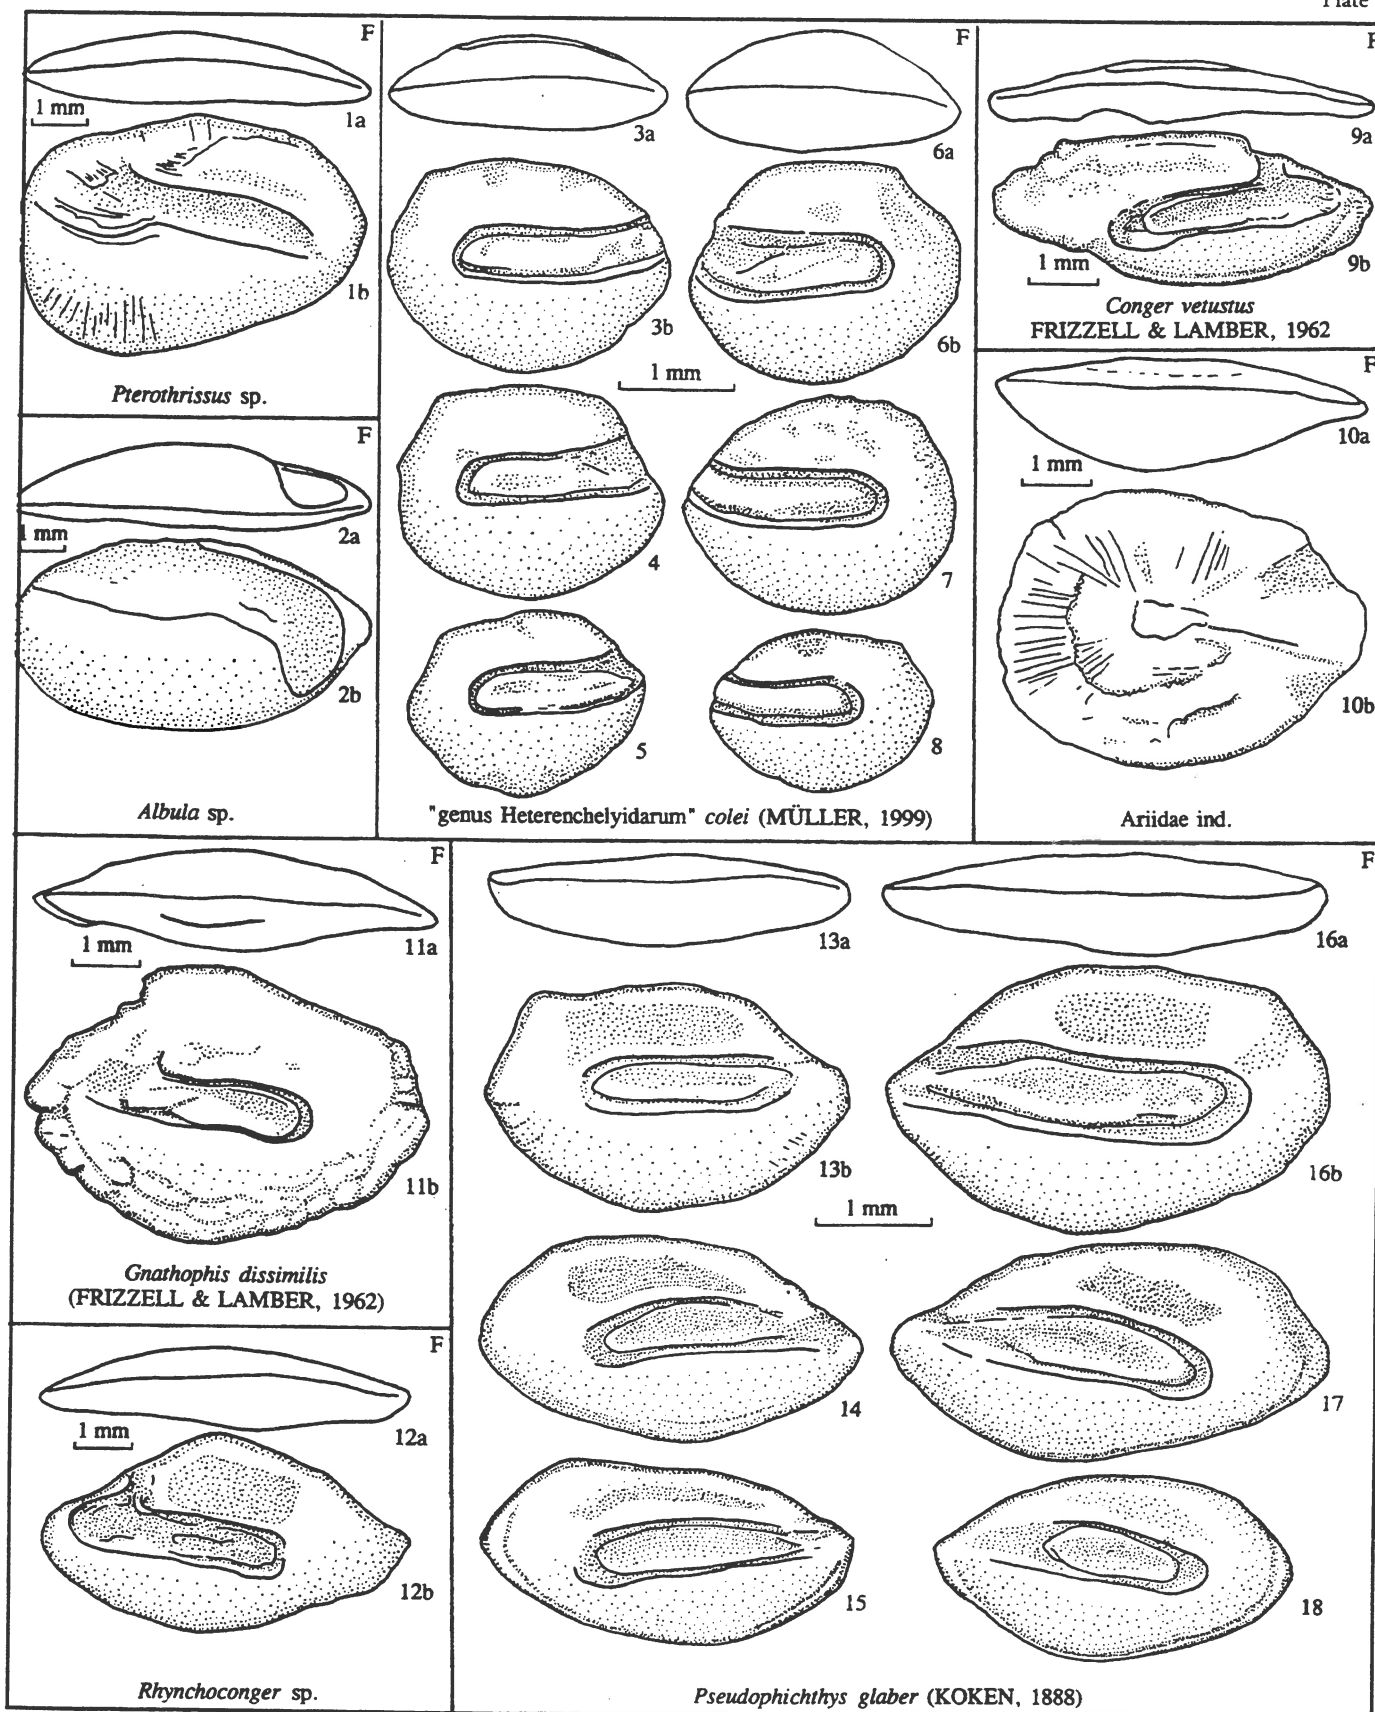 Plate
F
1a
1 mm
1b
Pterothrissus sp.
F
2a
1 mm
2b
Albula sp.
F
3a
6a
3b
6b
1 mm
4
7
5
8
"genus Heterenchelyidarum" colei (MÜLLER, 1999)
F
9a
9b
1 mm
Conger vetustus
FRIZZELL & LAMBER, 1962
F
10a
1 mm
10b
Ariidae ind.
F
11a
1 mm
11b
Gnathophis dissimilis
(FRIZZELL & LAMBER, 1962)
F
12a
1 mm
12b
Rhynchoconger sp.
F
13a
16a
13b
16b
1 mm
14
17
15
18
Pseudophichthys glaber (KOKEN, 1888)